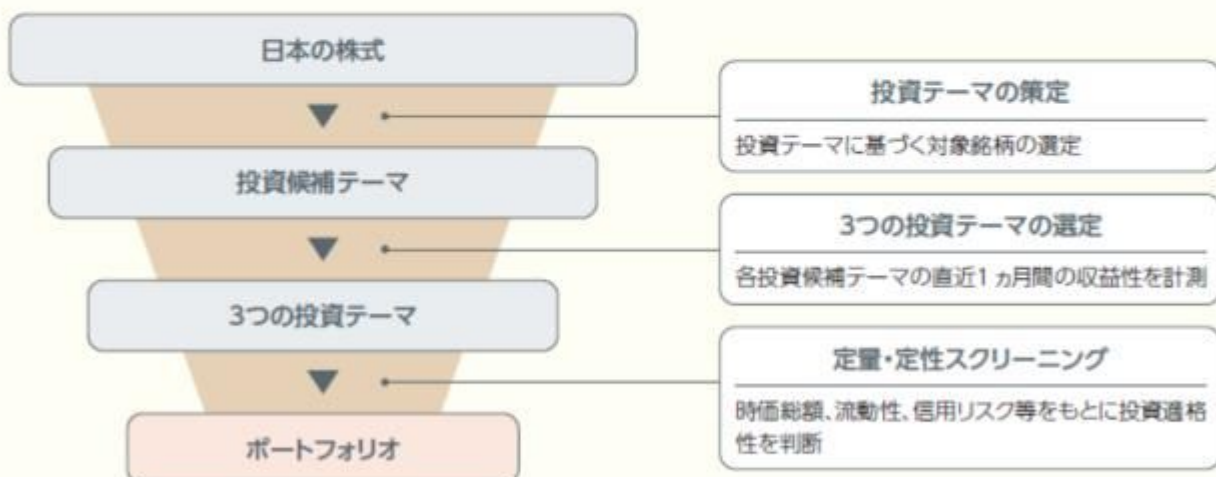 日本の株式
投資テーマの策定
投資テーマに基づく対象銘柄の選定
投資候補テーマ
3つの投資テーマの選定
各投資候補テーマの直近1ヵ月間の収益性を計測
3つの投資テーマ
定量・定性スクリーニング
時価総額、流動性、信用リスク等をもとに投資適格
性を判断
ポートフォリオ